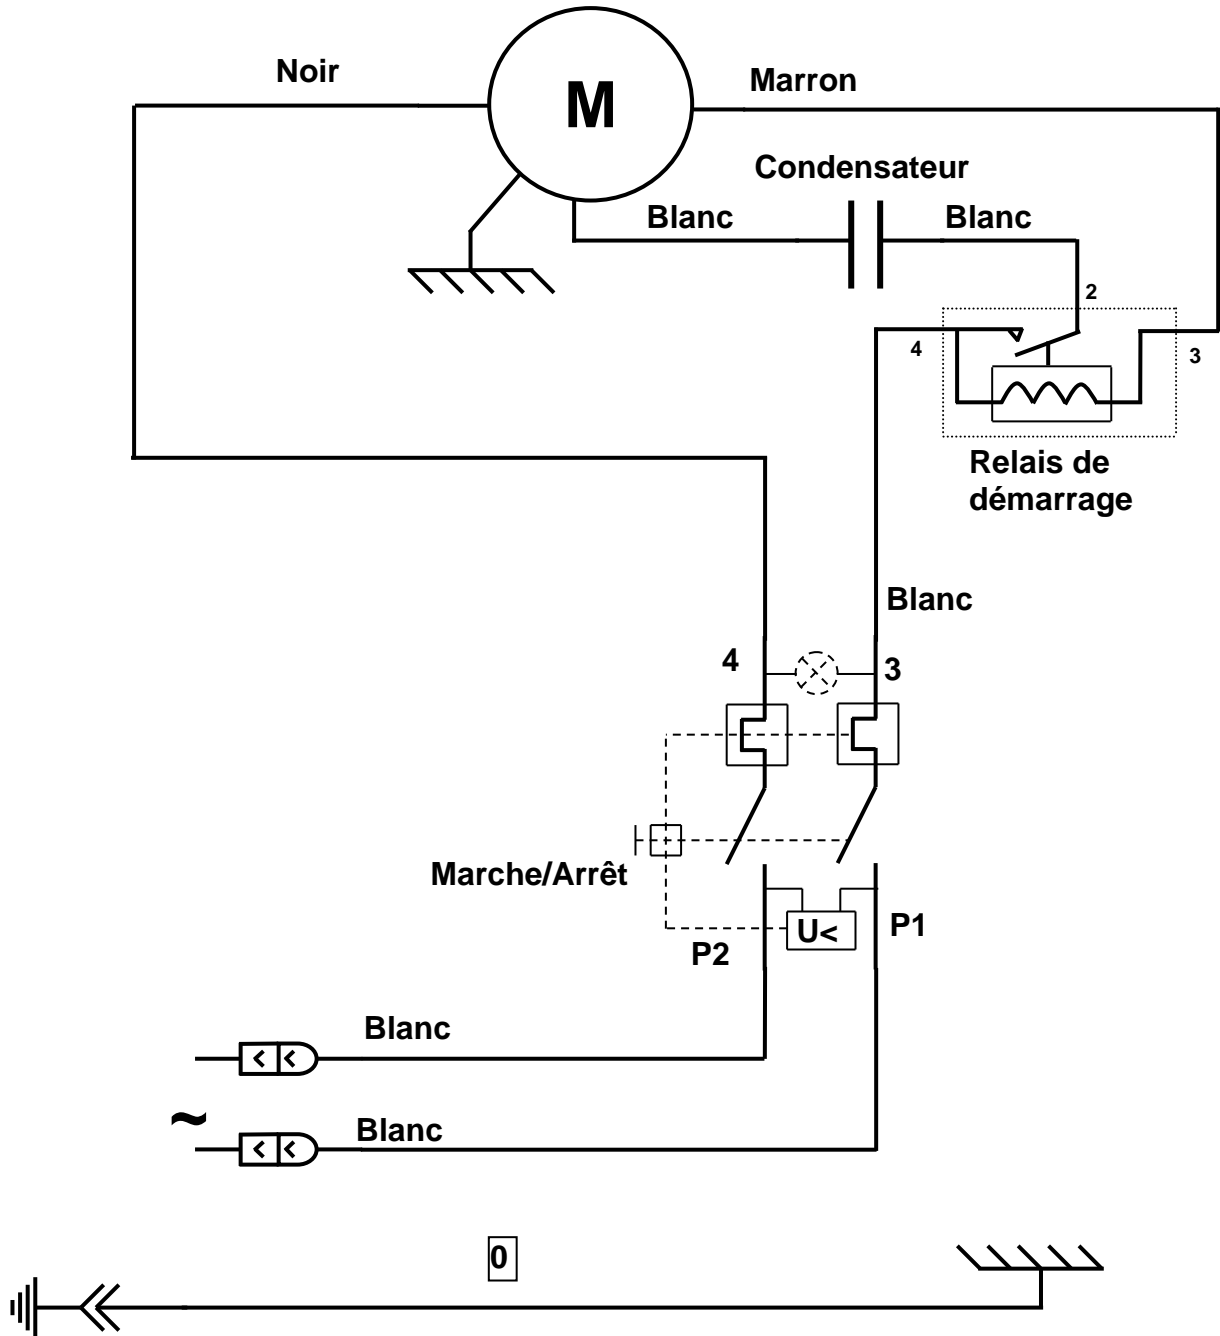 Noir
M
Marron
Condensateur
Blanc
Blanc
2
4
3
Relais de
démarrage
Blanc
4
3
Marche/Arrêt
U<
P1
P2
Blanc
~
Blanc
0